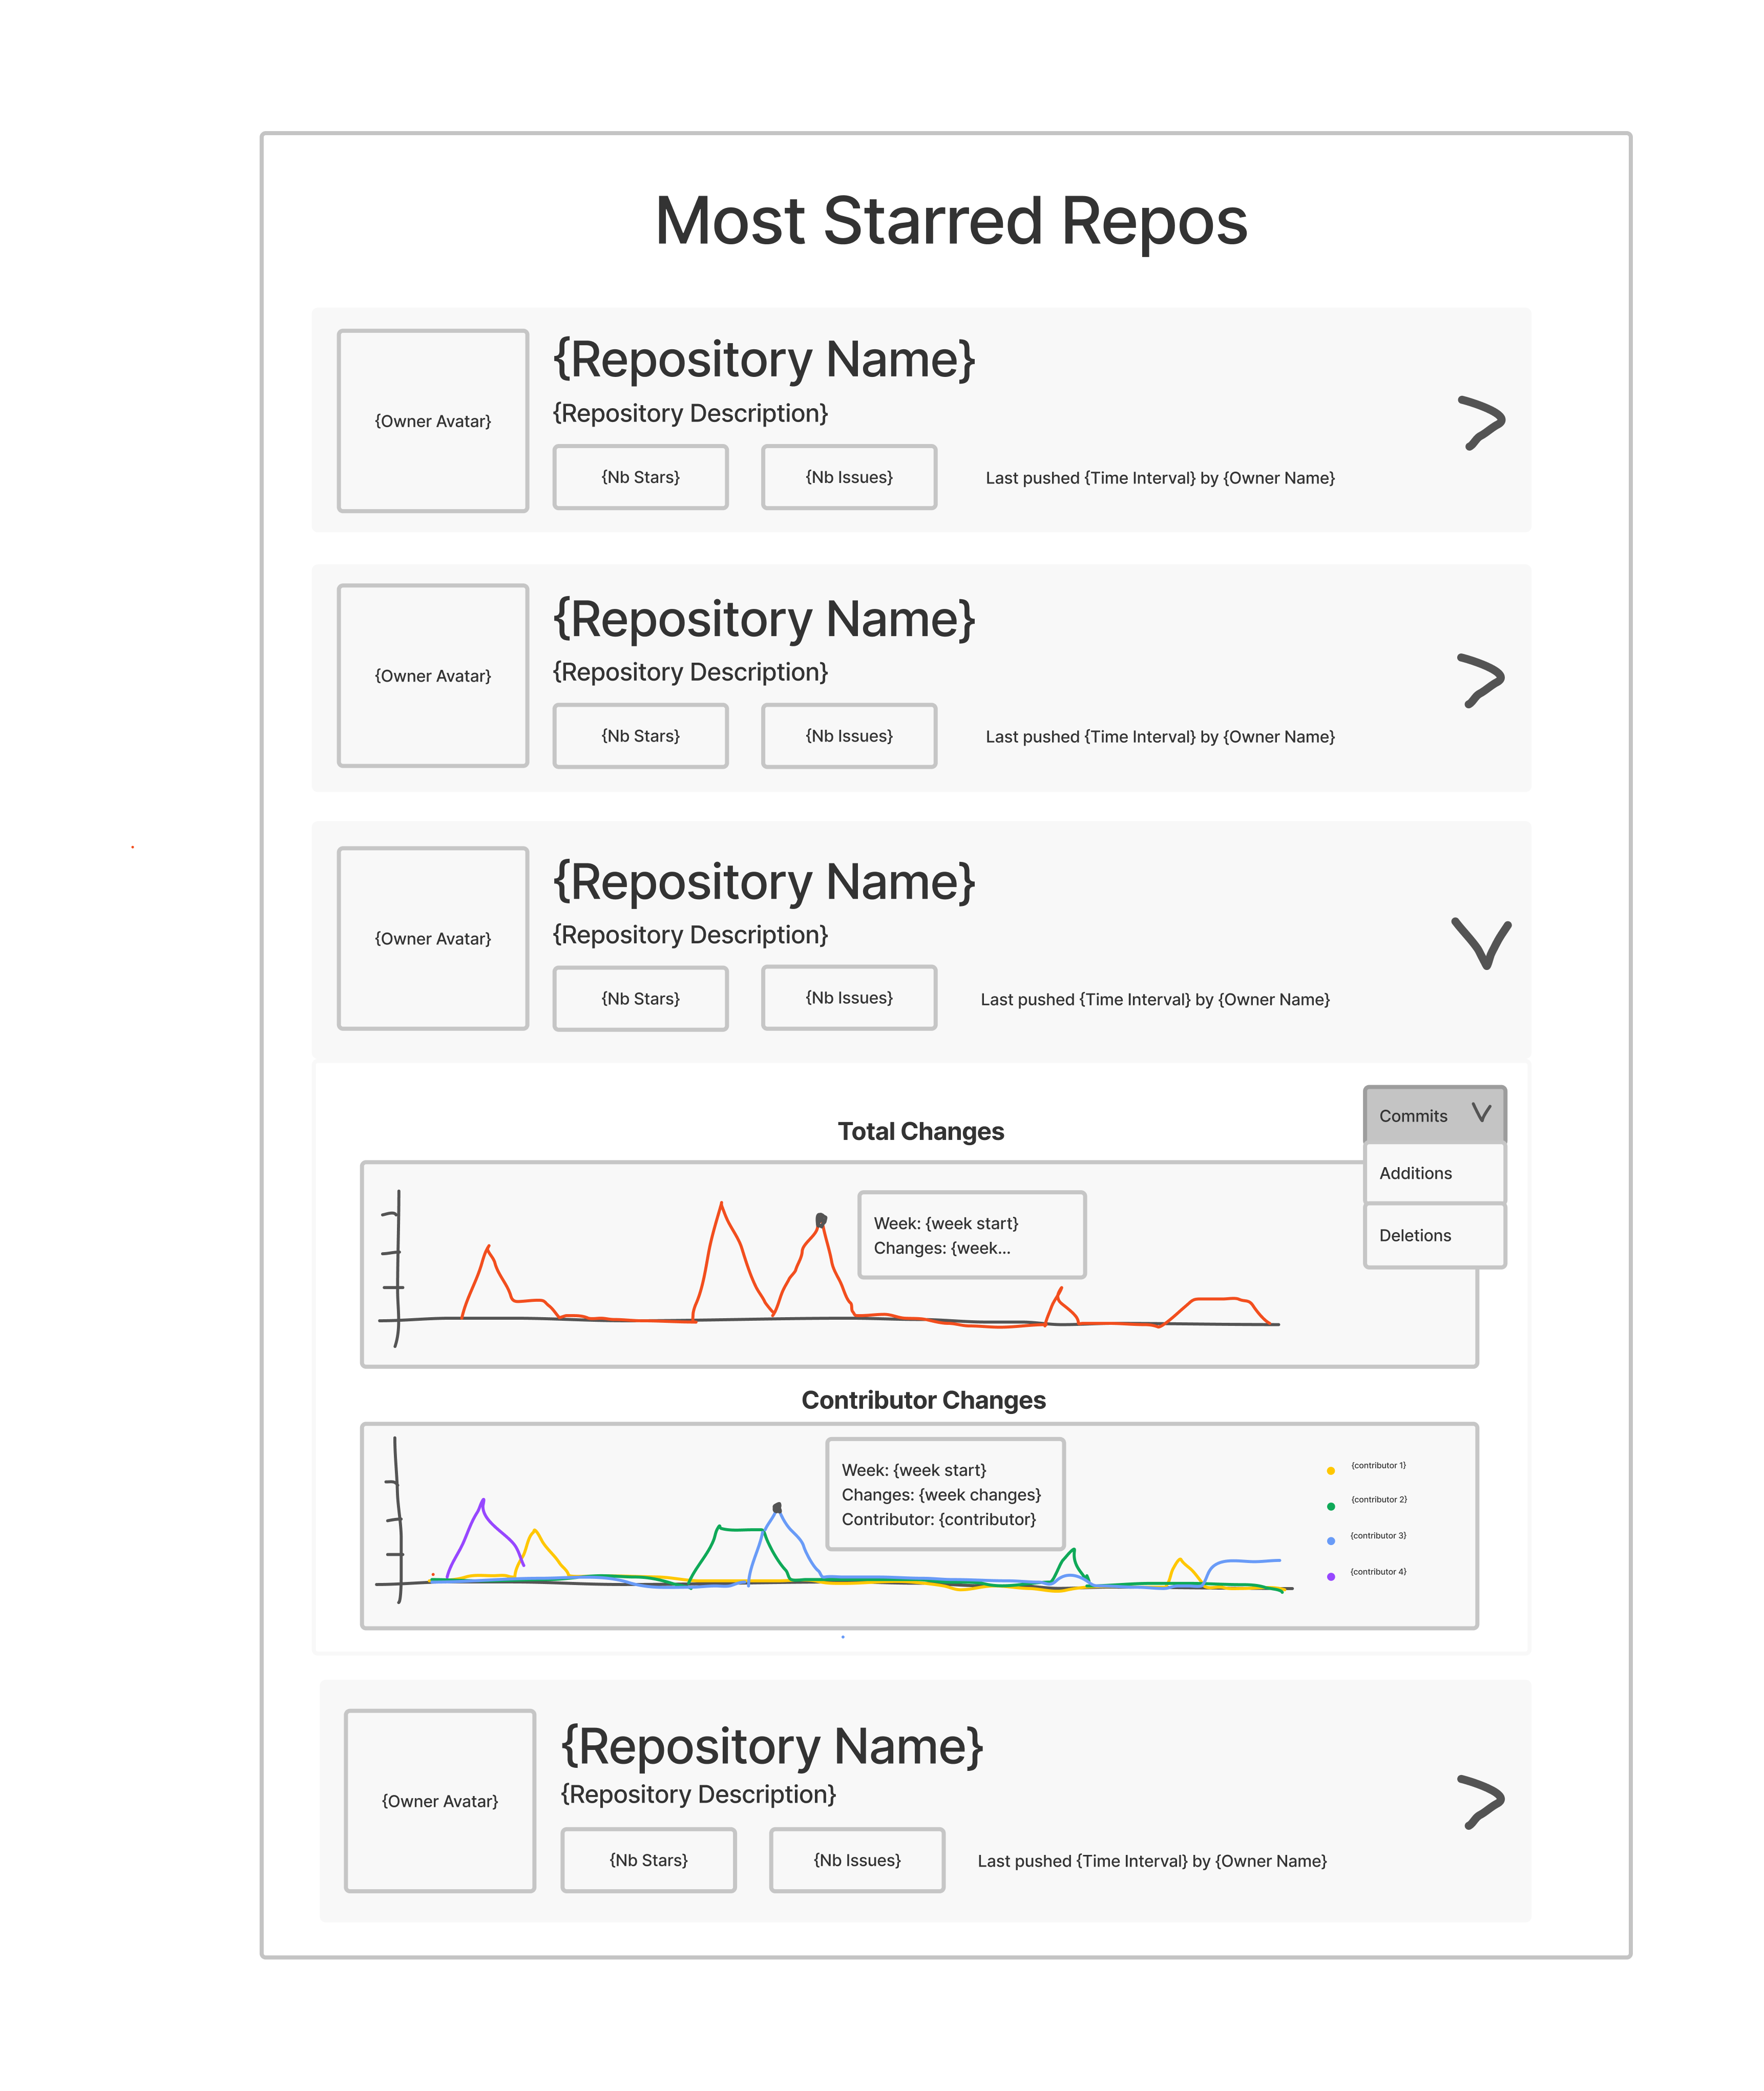 Most Starred Repos
{Owner Avatar}
{Repository Name}
{Repository Description}
{Nb Stars}
{Nb Issues}
Last pushed {Time Interval} by {Owner Name}
{Owner Avatar}
{Repository Name}
{Repository Description}
{Nb Stars}
{Nb Issues}
Last pushed {Time Interval} by {Owner Name}
{Owner Avatar}
{Repository Name}
{Repository Description}
{Nb Stars}
{Nb Issues}
Last pushed {Time Interval} by {Owner Name}
Commits
Additions
Deletions
Total Changes
Week: {week start}
Changes: {week...
Contributor Changes
Week: {week start}
Changes: {week changes}
Contributor: {contributor}
{contributor 1}
{contributor 2}
{contributor 3}
{contributor 4}
{Owner Avatar}
{Repository Name}
{Repository Description}
{Nb Stars}
{Nb Issues}
Last pushed {Time Interval} by {Owner Name}